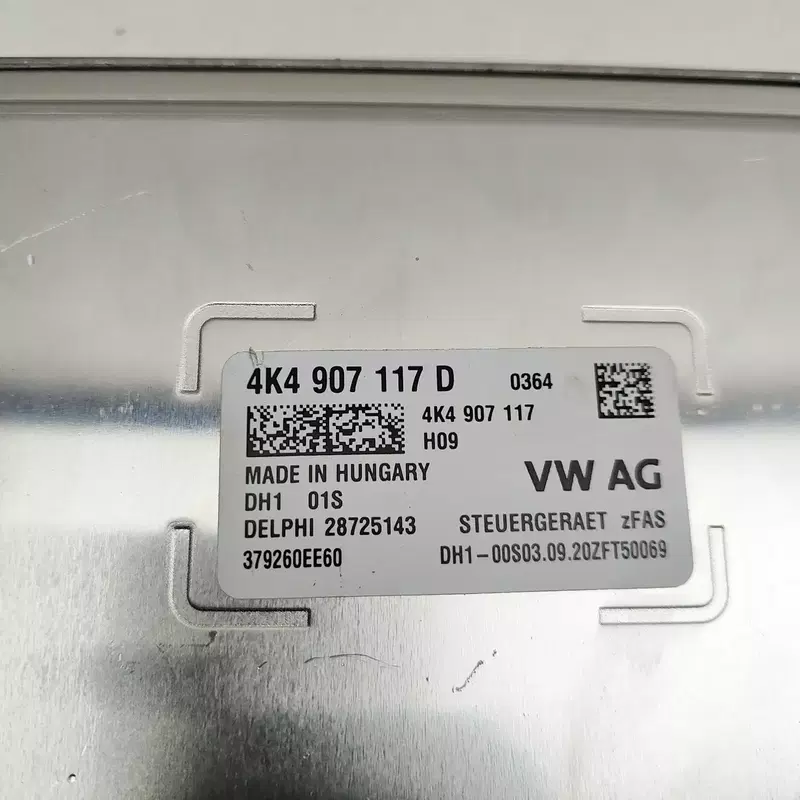 4K4 907 117 D 0364
4K4 907 117
H09
MADE IN HUNGARY
VW AG
DH1 01S
DELPHI 28725143
STEUERGERAET zFAS
379260EE60
DH1-00S03.09.20ZFT50069